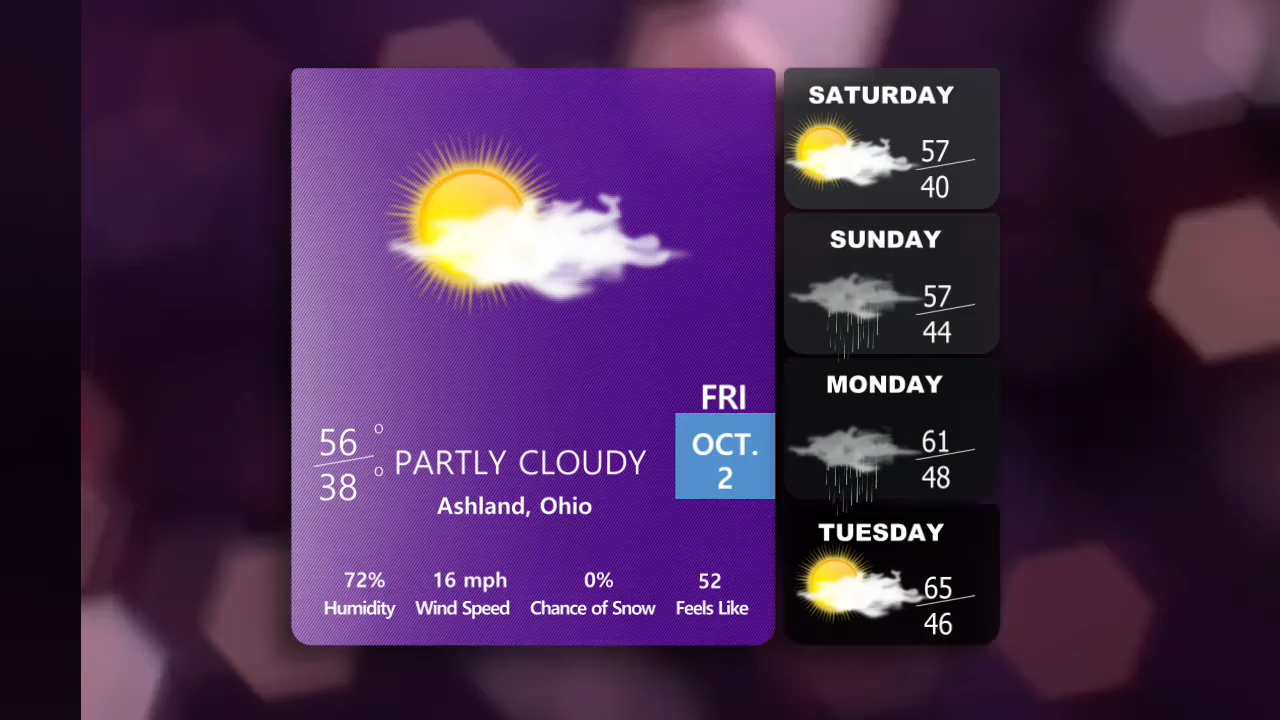 56°
38°
PARTLY CLOUDY
Ashland, Ohio
FRI
OCT.
2
72% 16 mph 0% 52
Humidity Wind Speed Chance of Snow Feels Like
SATURDAY
57
40
SUNDAY
57
44
MONDAY
61
48
TUESDAY
65
46